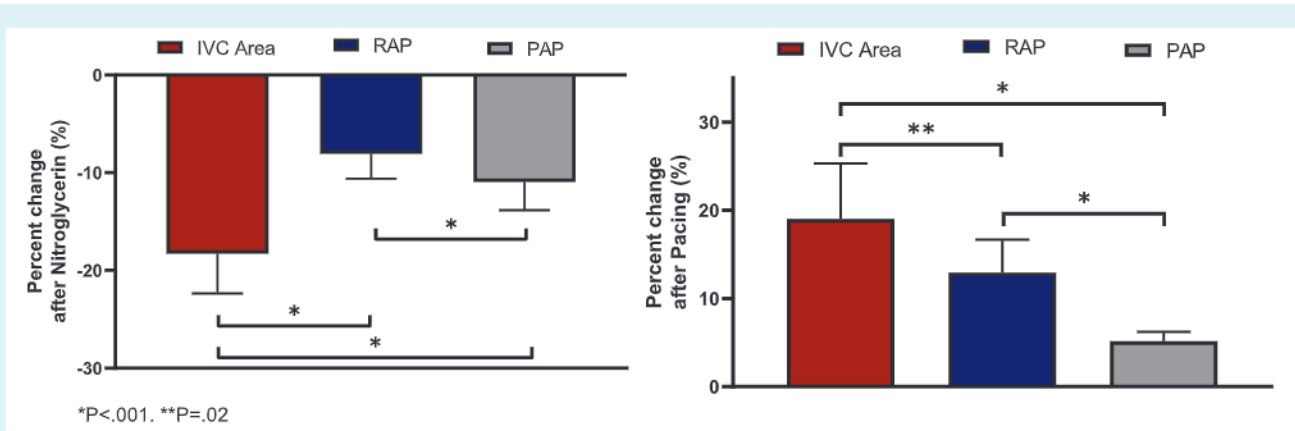 IVC Area RAP PAP
0
-10
-20
-30
Percent change
after Nitroglycerin (%)
*
*
*
*P<.001. **P=.02
IVC Area RAP PAP
30
20
10
0
Percent change
after Pacing (%)
*
**
*